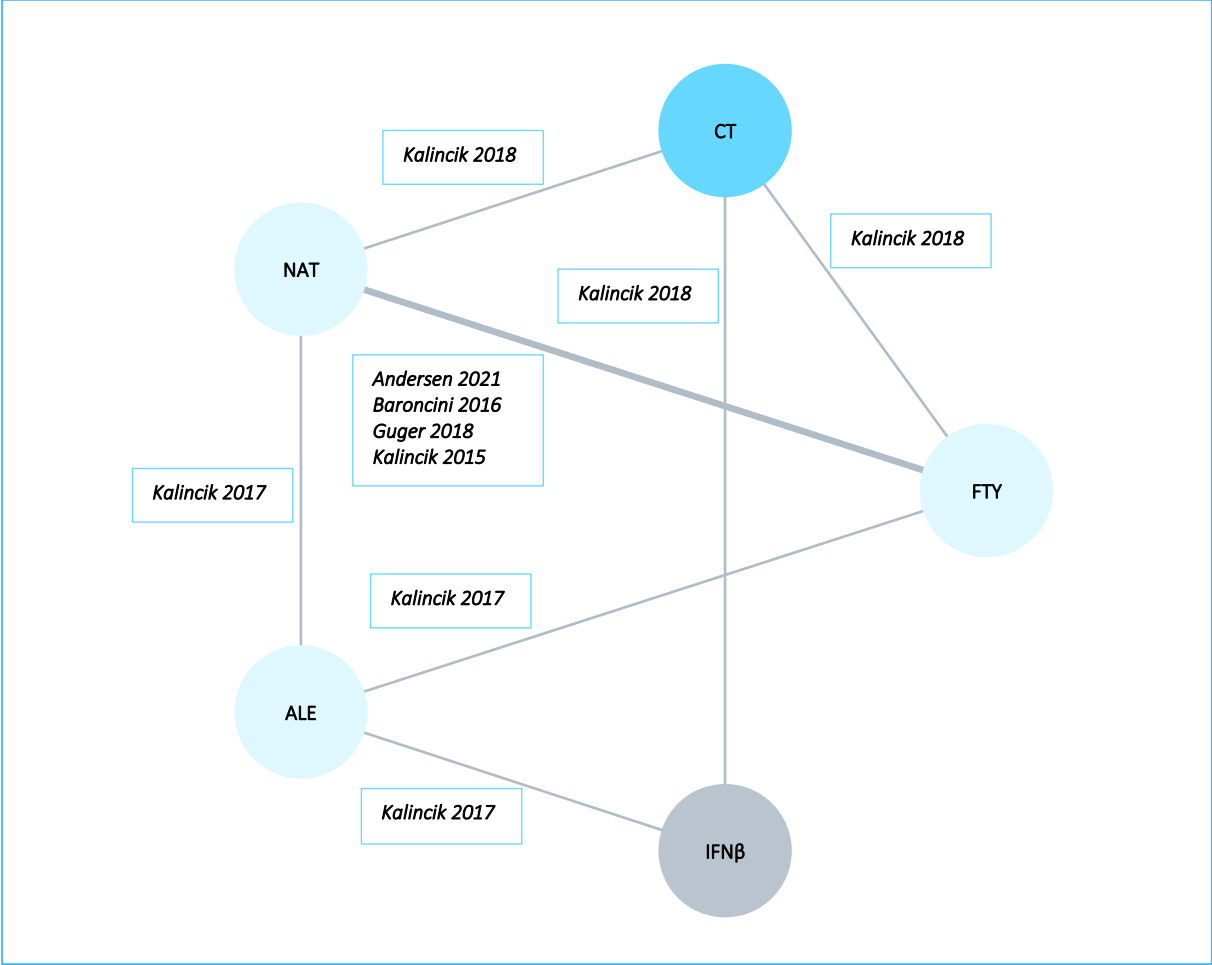 CT
Kalincik 2018
Kalincik 2018
NAT
Kalincik 2018
Andersen 2021
Baroncini 2016
Guger 2018
Kalincik 2015
Kalincik 2017
FTY
Kalincik 2017
ALE
Kalincik 2017
IFNβ